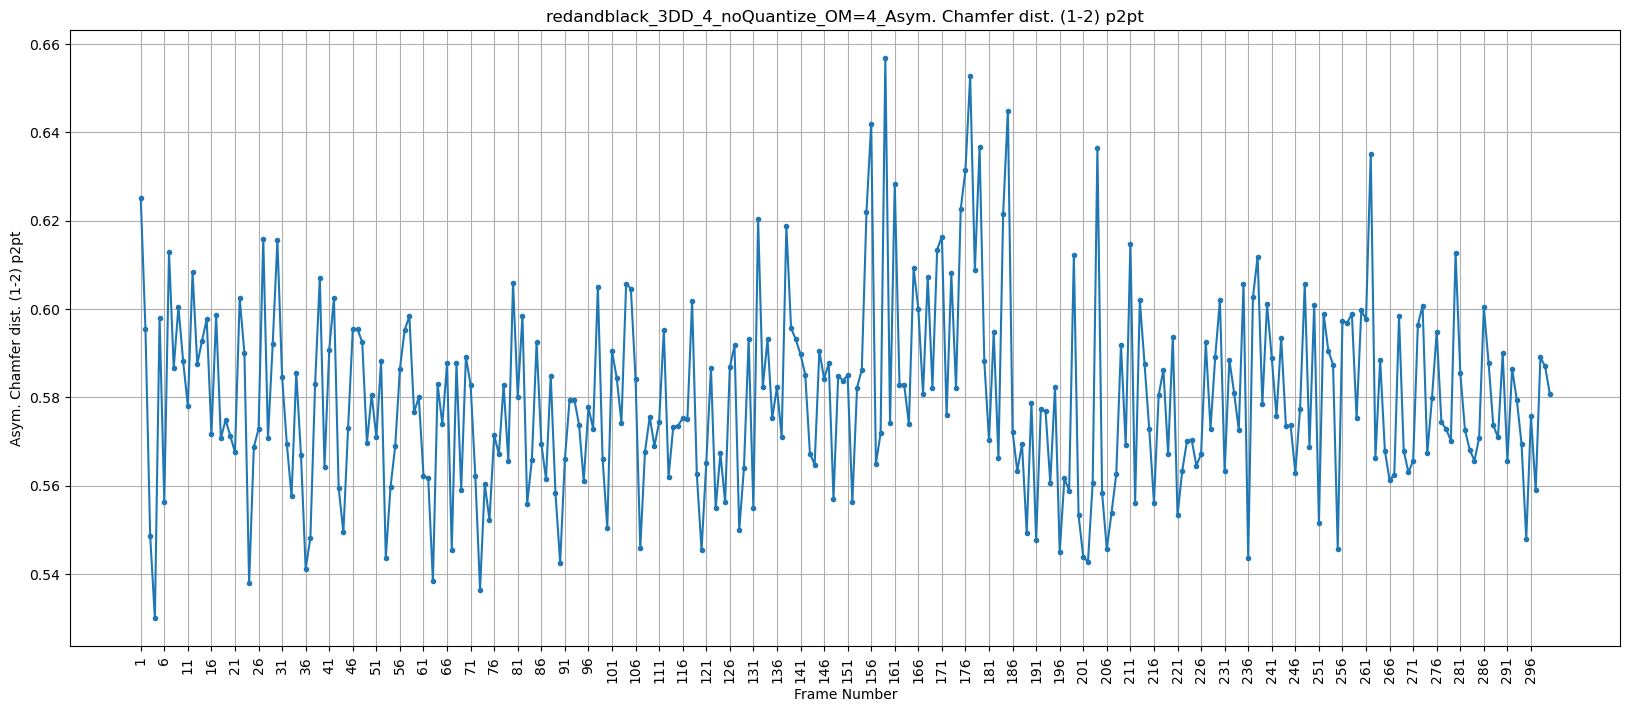 redandblack_3DD_4_noQuantize_OM=4_Asym. Chamfer dist. (1-2) p2pt
Asym. Chamfer dist. (1-2) p2pt
0.66
0.64
0.62
0.60
0.58
0.56
0.54
1 6 11 16 21 26 31 36 41 46 51 56 61 66 71 76 81 86 91 96 101 106 111 116 121 126 131 136 141 146 151 156 161 166 171 176 181 186 191 196 201 206 211 216 221 226 231 236 241 246 251 256 261 266 271 276 281 286 291 296
Frame Number